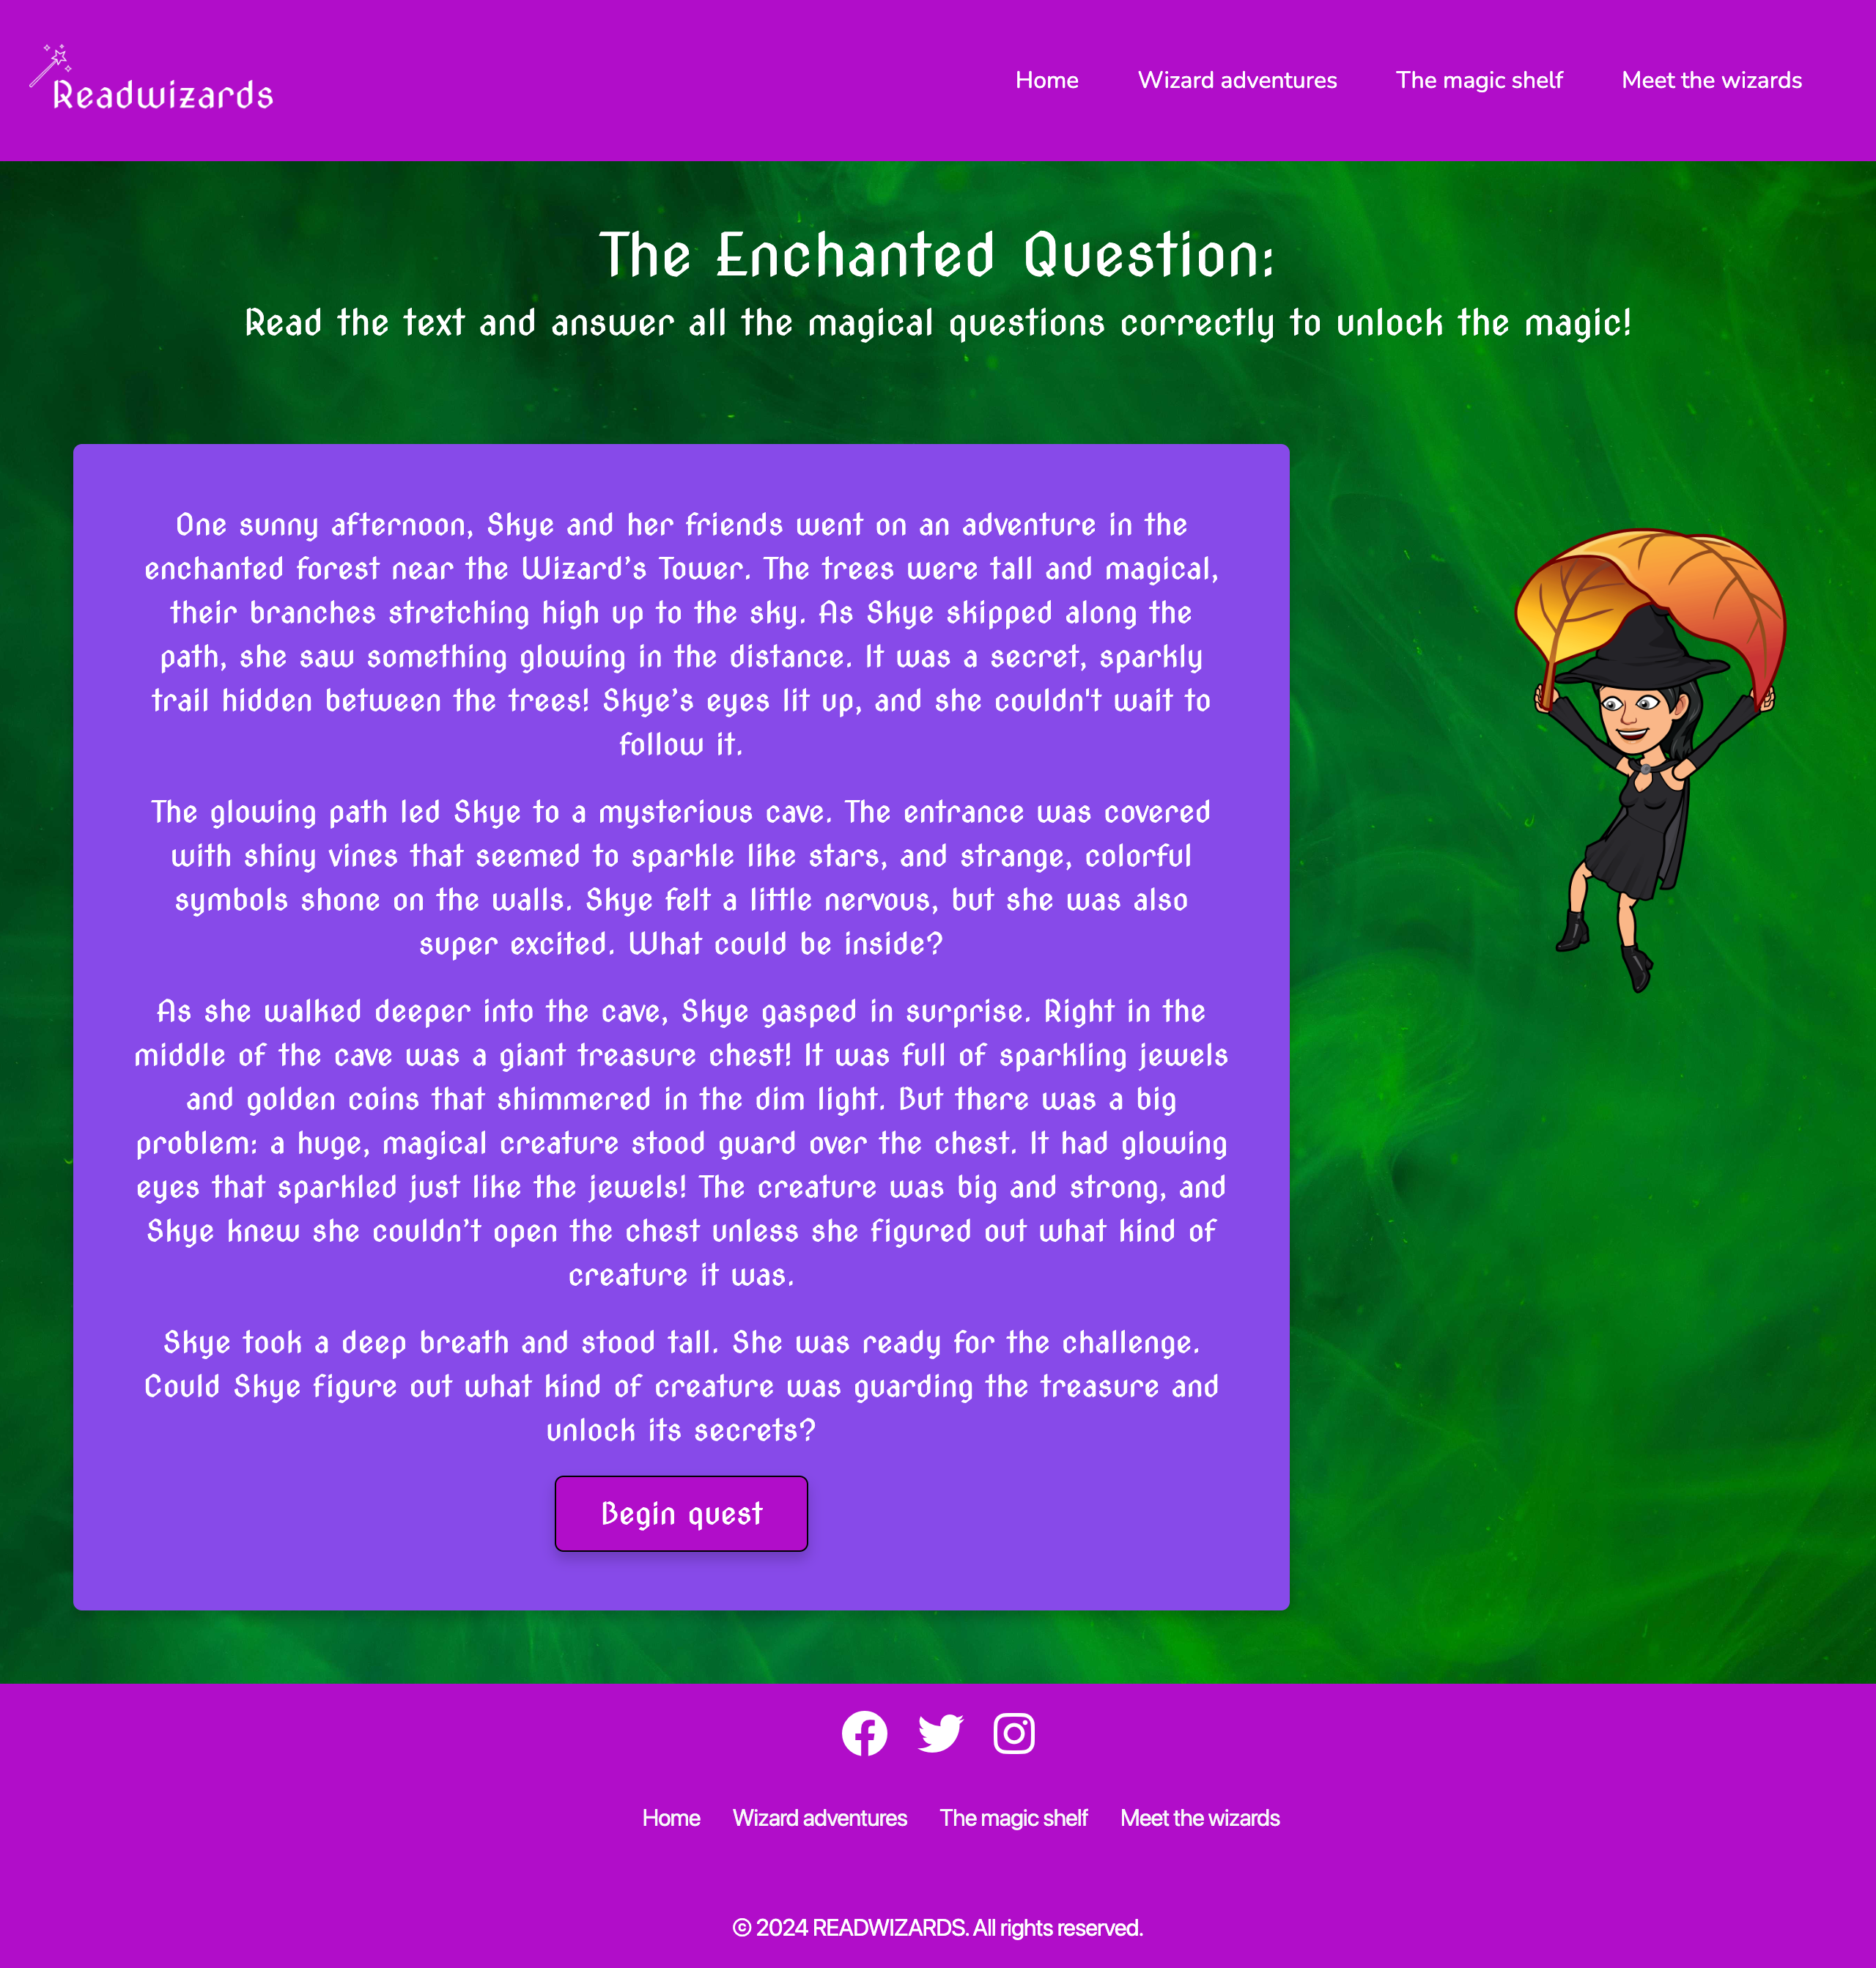 Readwizards
Home Wizard adventures The magic shelf Meet the wizards
The Enchanted Question:
Read the text and answer all the magical questions correctly to unlock the magic!
One sunny afternoon, Skye and her friends went on an adventure in the
enchanted forest near the Wizard’s Tower. The trees were tall and magical,
their branches stretching high up to the sky. As Skye skipped along the
path, she saw something glowing in the distance. It was a secret, sparkly
trail hidden between the trees! Skye’s eyes lit up, and she couldn't wait to
follow it.
The glowing path led Skye to a mysterious cave. The entrance was covered
with shiny vines that seemed to sparkle like stars, and strange, colorful
symbols shone on the walls. Skye felt a little nervous, but she was also
super excited. What could be inside?
As she walked deeper into the cave, Skye gasped in surprise. Right in the
middle of the cave was a giant treasure chest! It was full of sparkling jewels
and golden coins that shimmered in the dim light. But there was a big
problem: a huge, magical creature stood guard over the chest. It had glowing
eyes that sparkled just like the jewels! The creature was big and strong, and
Skye knew she couldn’t open the chest unless she figured out what kind of
creature it was.
Skye took a deep breath and stood tall. She was ready for the challenge.
Could Skye figure out what kind of creature was guarding the treasure and
unlock its secrets?
Begin quest
Home Wizard adventures The magic shelf Meet the wizards
© 2024 READWIZARDS. All rights reserved.